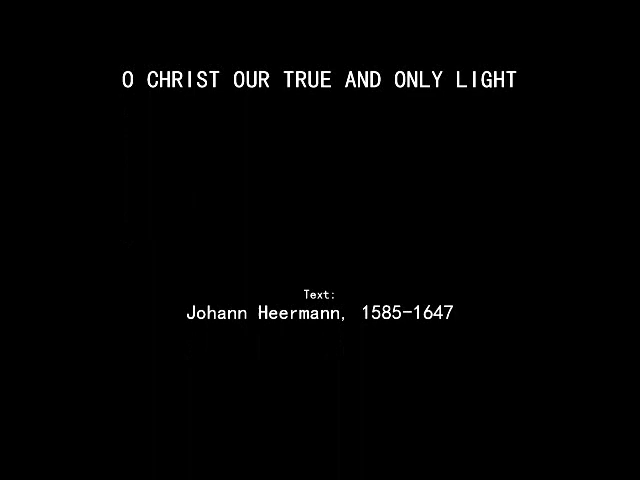 O CHRIST OUR TRUE AND ONLY LIGHT
Text:
Johann Heermann, 1585-1647